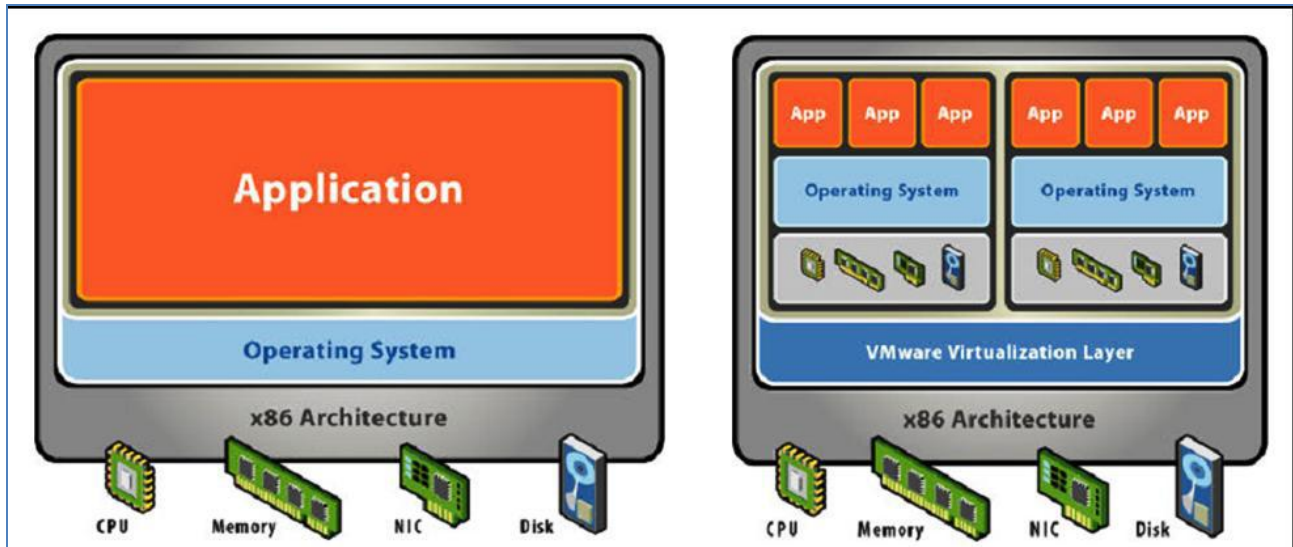 Application
Operating System
x86 Architecture
CPU Memory NIC Disk
App App App App App App
Operating System Operating System
VMware Virtualization Layer
x86 Architecture
CPU Memory NIC Disk